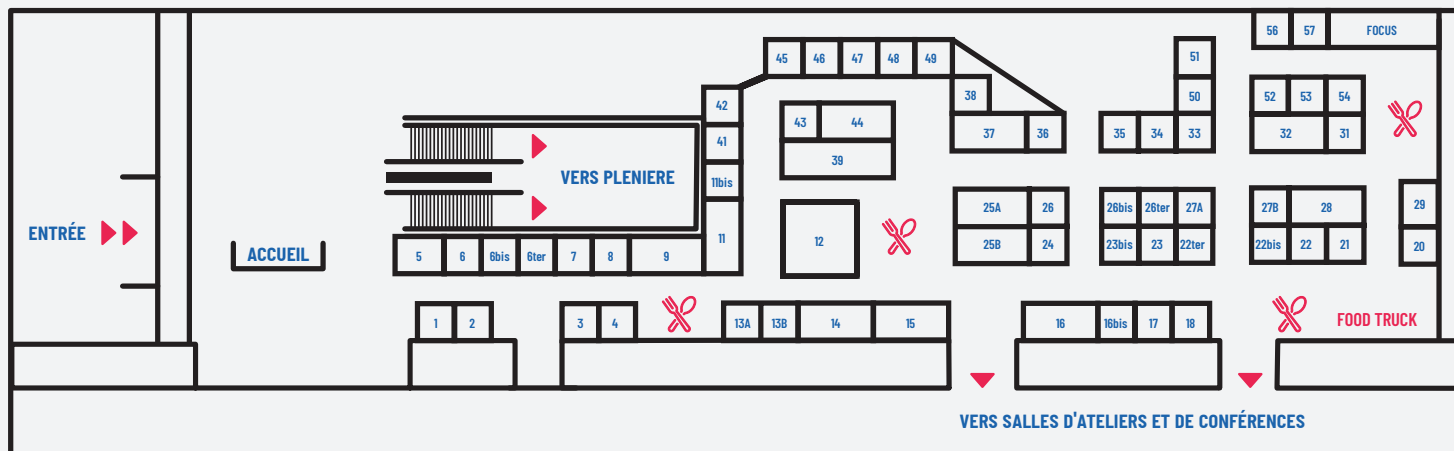 56 57 FOCUS
51
45 46 47 48 49
50
52 53 54
38
42
43 44
35 34 33
32 31
37 36
41
39
VERS PLENIERE
11bis
25A 26
26bis 26ter 27A
27B 28
29
ENTRÉE
12
11
25B 24
23bis 23 22ter
22bis 22 21
20
ACCUEIL
5 6 6bis 6ter 7 8 9
1 2
3 4
13A 13B 14 15
16 16bis 17 18
FOOD TRUCK
VERS SALLES D'ATELIERS ET DE CONFÉRENCES